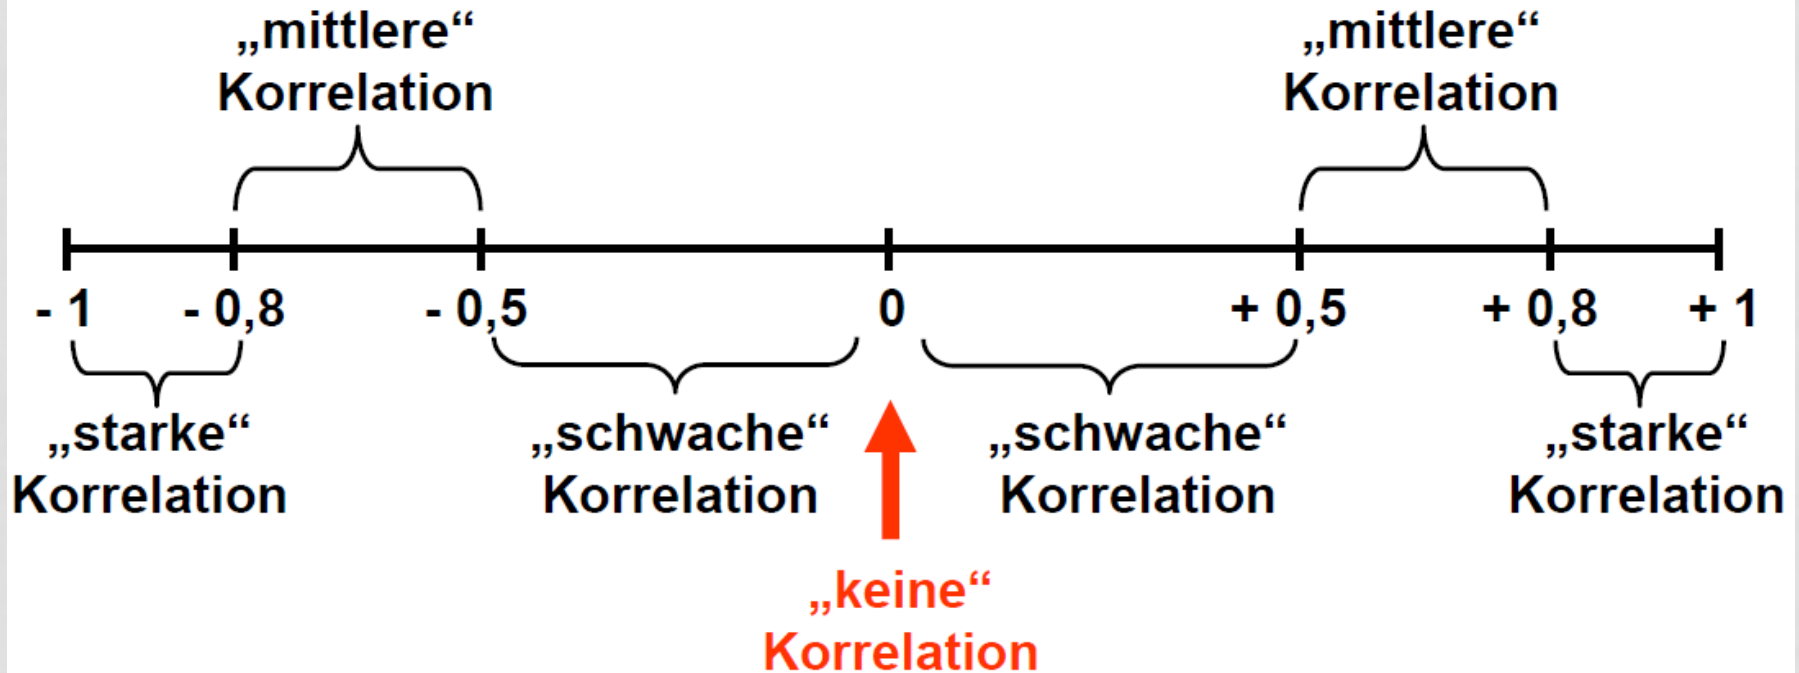 „mittlere“
Korrelation
„mittlere“
Korrelation
- 1 - 0,8 - 0,5 0 + 0,5 + 0,8 + 1
„starke“
Korrelation
„schwache“
Korrelation
„schwache“
Korrelation
„starke“
Korrelation
„keine“
Korrelation